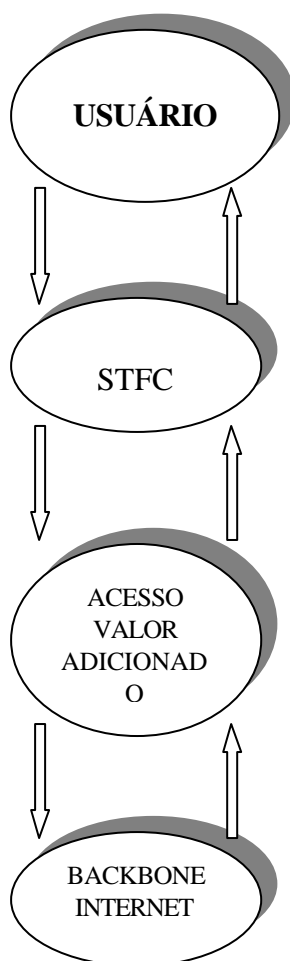 USUÁRIO
STFC
ACESSO
VALOR
ADICIONAD
O
BACKBONE
INTERNET